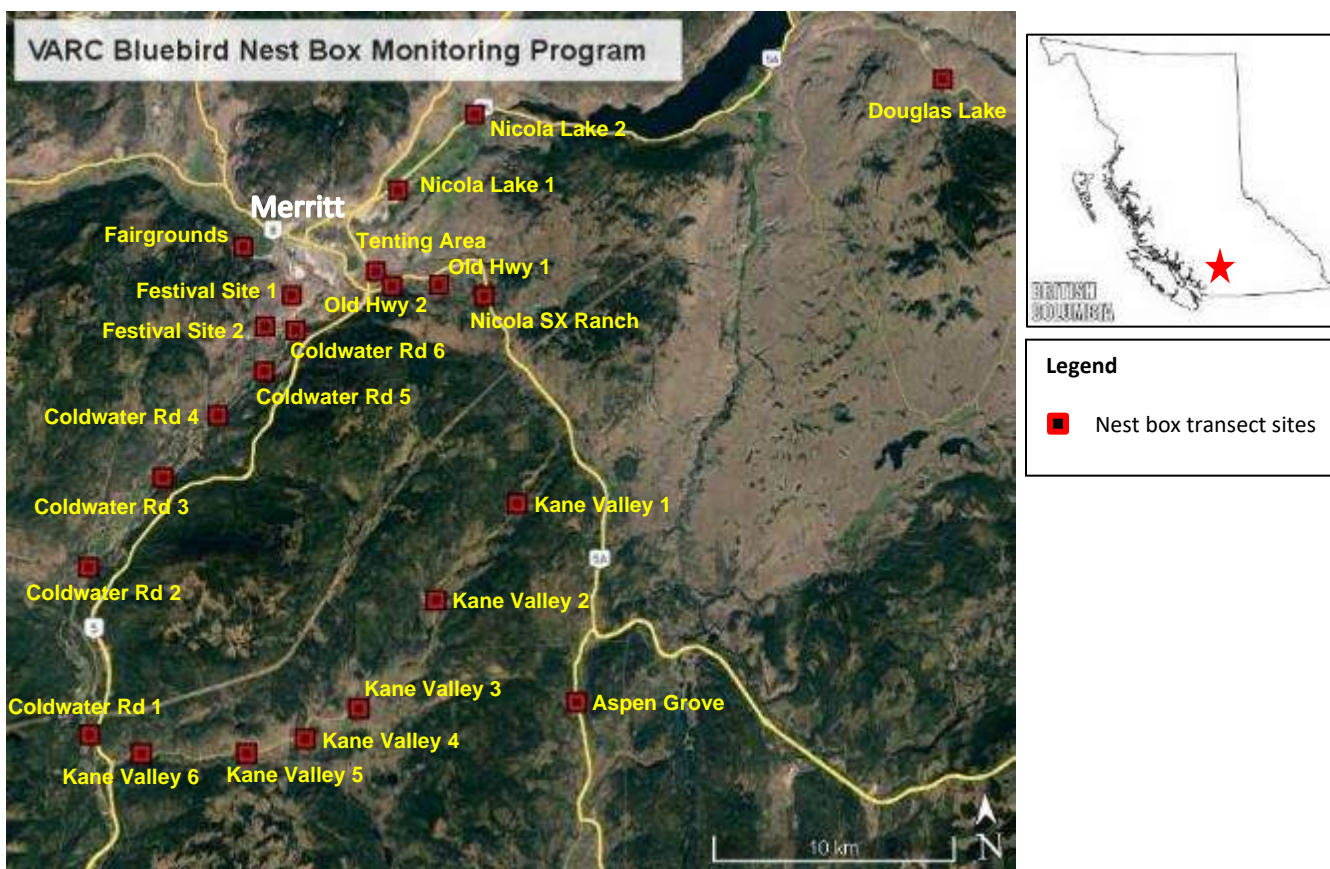 VARC Bluebird Nest Box Monitoring Program
5A
Douglas Lake
Nicola Lake 2
Nicola Lake 1
Merritt
8
Fairgrounds
Tenting Area
Old Hwy 1
Festival Site 1
Old Hwy 2
Nicola SX Ranch
Festival Site 2
Coldwater Rd 6
Coldwater Rd 5
Coldwater Rd 4
Coldwater Rd 3
Kane Valley 1
5A
Coldwater Rd 2
Kane Valley 2
5
Kane Valley 3
Coldwater Rd 1
Aspen Grove
Kane Valley 4
Kane Valley 6
Kane Valley 5
10 km
N
BRITISH
COLUMBIA
Legend
Nest box transect sites